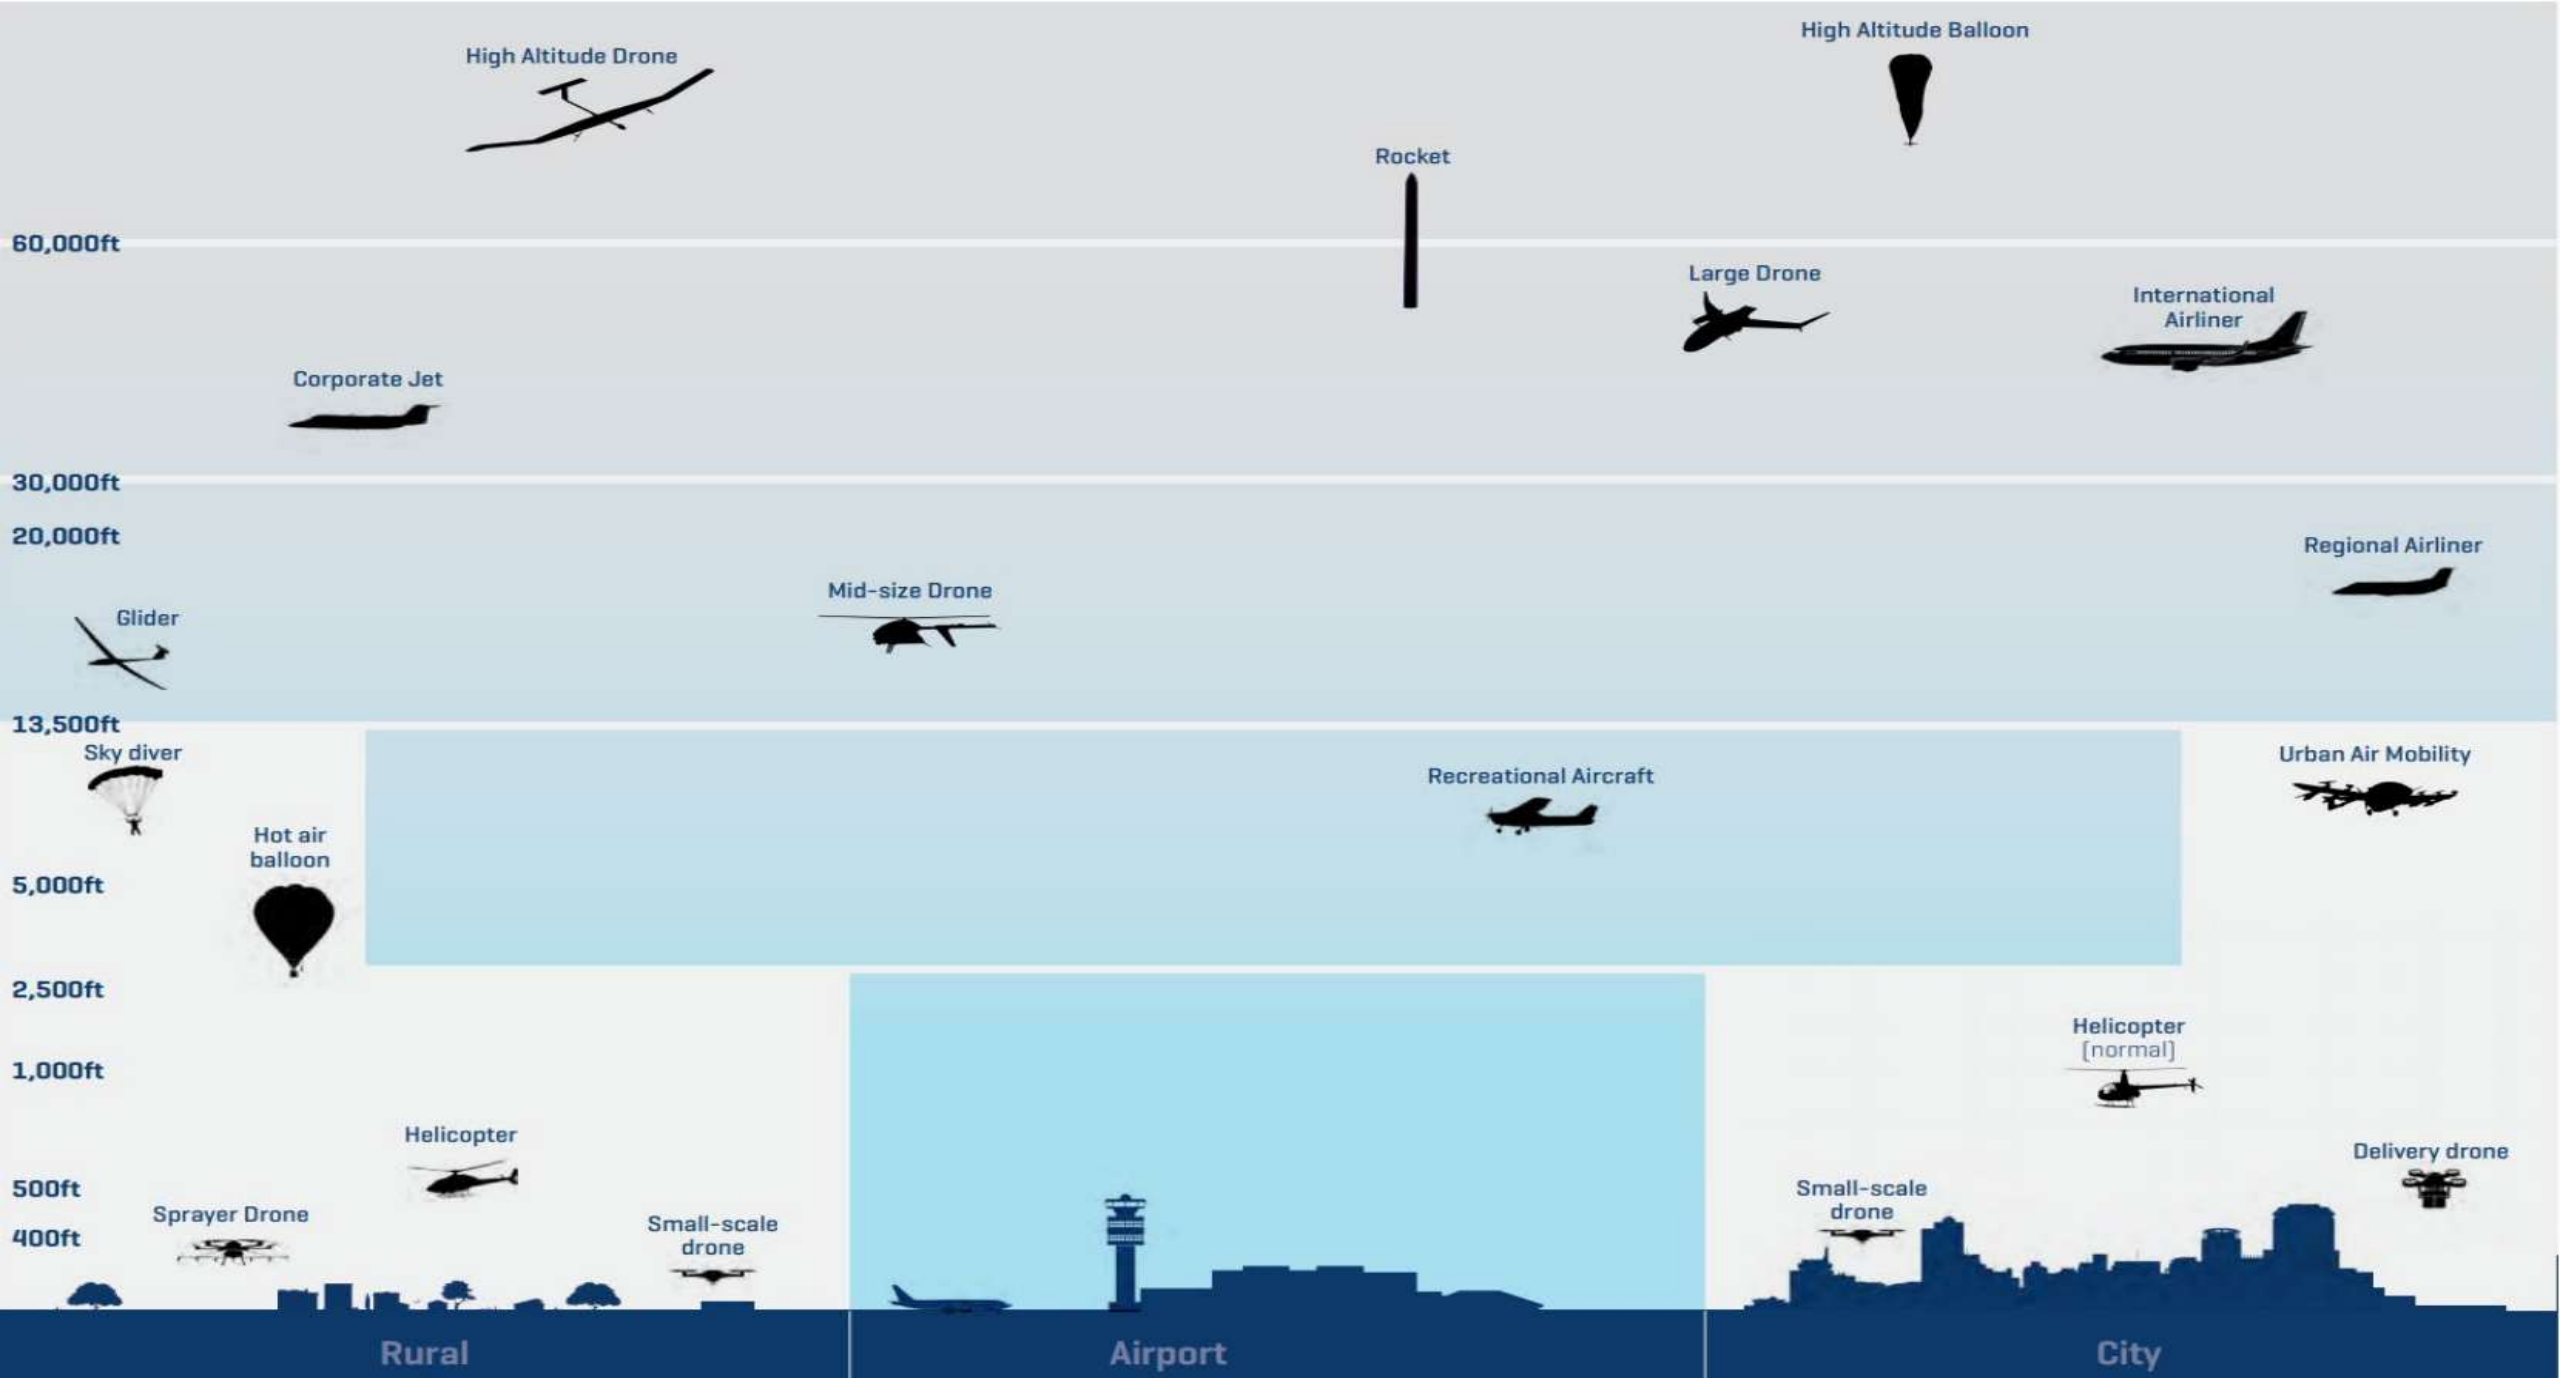 High Altitude Balloon
High Altitude Drone
Rocket
60,000ft
Large Drone
International
Airliner
Corporate Jet
30,000ft
20,000ft
Regional Airliner
Mid-size Drone
Glider
13,500ft
Sky diver
Urban Air Mobility
Recreational Aircraft
Hot air
balloon
5,000ft
2,500ft
Helicopter
[normal]
1,000ft
Helicopter
Delivery drone
500ft
Small-scale
drone
Sprayer Drone
Small-scale
drone
400ft
Rural
Airport
City